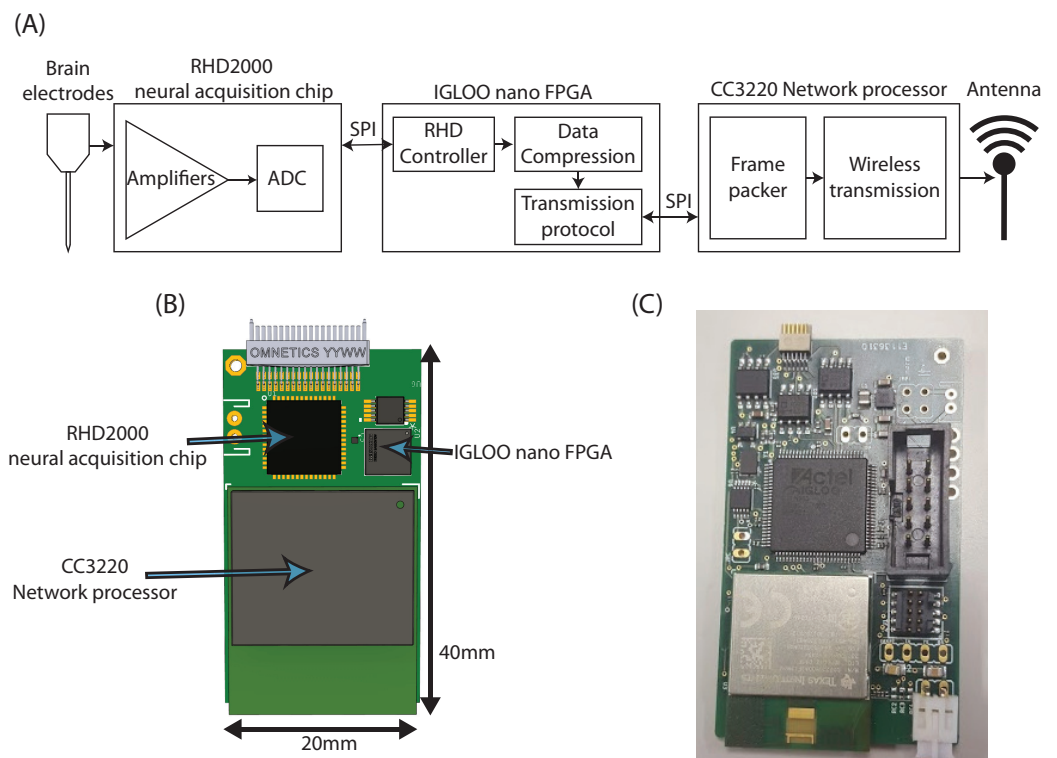 (A)
Brain
electrodes
RHD2000
neural acquisition chip
Amplifiers
ADC
SPI
IGLOO nano FPGA
RHD
Controller
Data
Compression
Transmission
protocol
SPI
CC3220 Network processor
Frame
packer
Wireless
transmission
Antenna
(B)
OMNETICS YYWW
RHD2000
neural acquisition chip
IGLOO nano FPGA
CC3220
Network processor
40mm
20mm
(C)
E1136310
Actel
IGLOO
CE